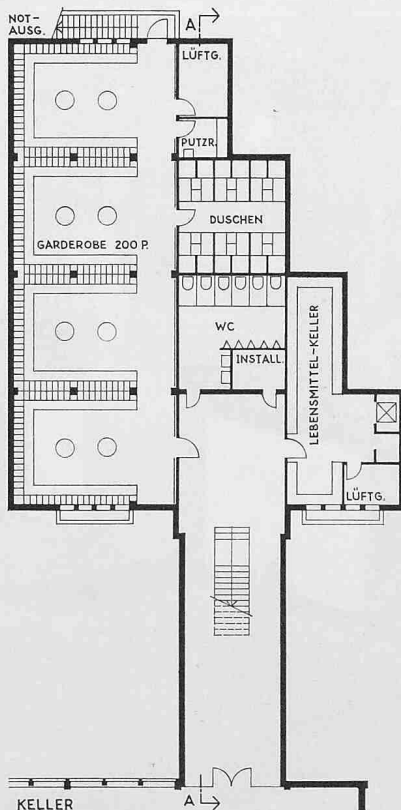 NOT-
AUSG.
A
LÜFTG.
PUTZR.
DUSCHEN
GARDEROBE 200 P.
WC
INSTALL.
LEBENSMITTEL-KELLER
LÜFTG.
A
KELLER